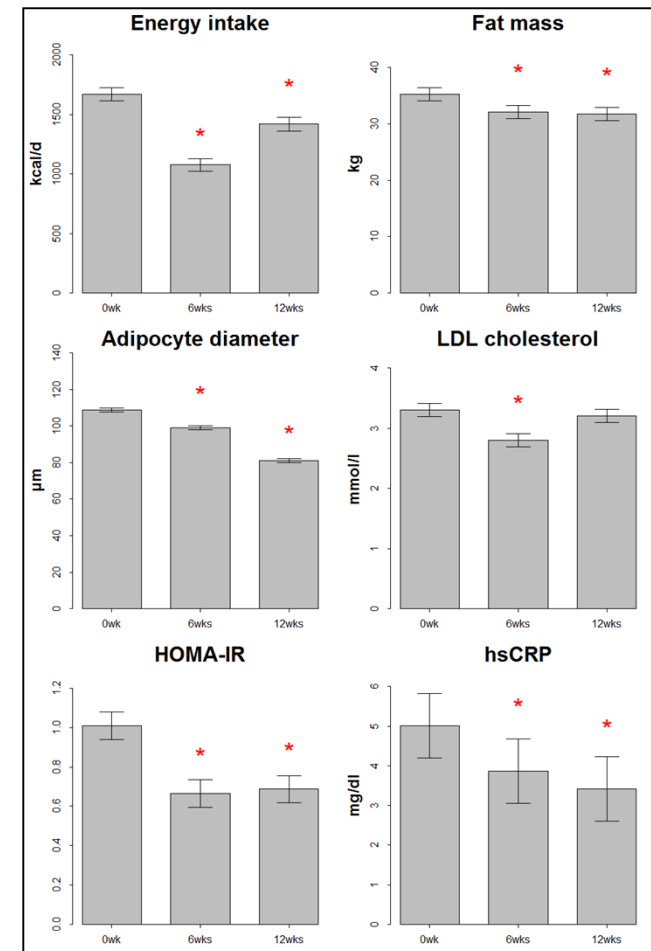 Energy intake
kcal/d
2000
1500
1000
500
0
*
*
0wk 6wks 12wks
Fat mass
kg
40
30
20
10
0
*
*
0wk 6wks 12wks
Adipocyte diameter
µm
140
120
100
80
60
40
20
0
*
*
0wk 6wks 12wks
LDL cholesterol
mmol/l
4
3
2
1
0
*
0wk 6wks 12wks
HOMA-IR
1.2
1.0
0.8
0.6
0.4
0.2
0.0
*
*
0wk 6wks 12wks
hsCRP
mg/dl
6
5
4
3
2
1
0
*
*
0wk 6wks 12wks